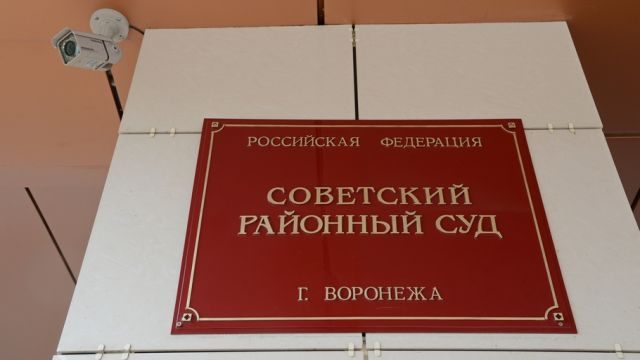 РОССИЙСКАЯ ФЕДЕРАЦИЯ
СОВЕТСКИЙ
РАЙОННЫЙ СУД
Г. ВОРОНЕЖА